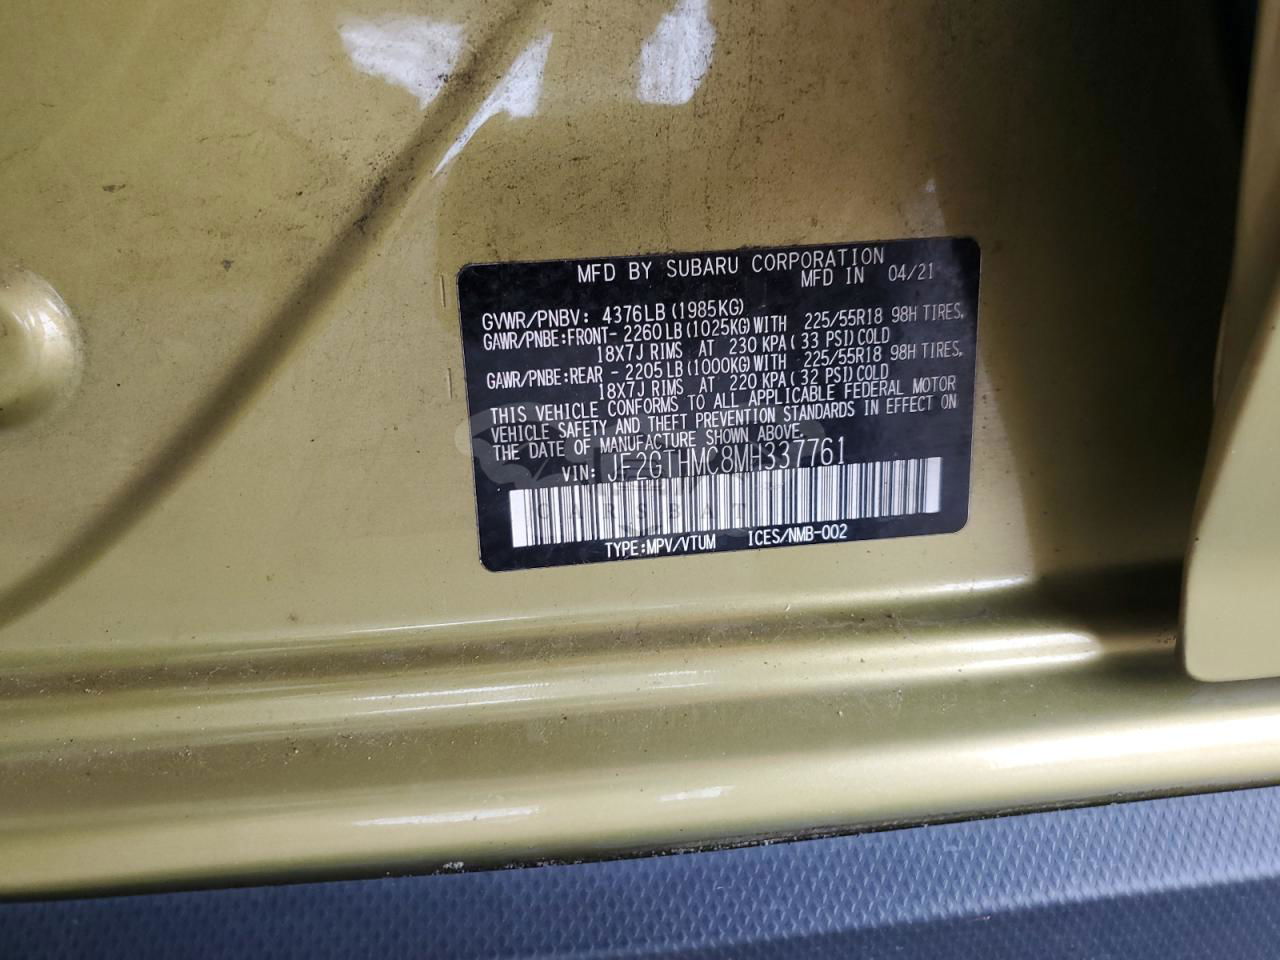 MFD BY SUBARU CORPORATION
MFD IN 04/21
GVWR/PNBV: 4376LB(1985KG)
GAWR/PNBE:FRONT-2260LB(1025KG)WITH 225/55R18 98H TIRES,
18X7J RIMS AT 230 KPA(33 PSI)COLD
GAWR/PNBE:REAR -2205LB(1000KG)WITH 225/55R18 98H TIRES,
18X7J RIMS AT 220 KPA(32 PSI)COLD
THIS VEHICLE CONFORMS TO ALL APPLICABLE FEDERAL MOTOR
VEHICLE SAFETY AND THEFT PREVENTION STANDARDS IN EFFECT ON
THE DATE OF MANUFACTURE SHOWN ABOVE.
VIN: JF2GTHMC8MH337761
CARSBAT
TYPE:MPV/VTUM ICES/NMB-002